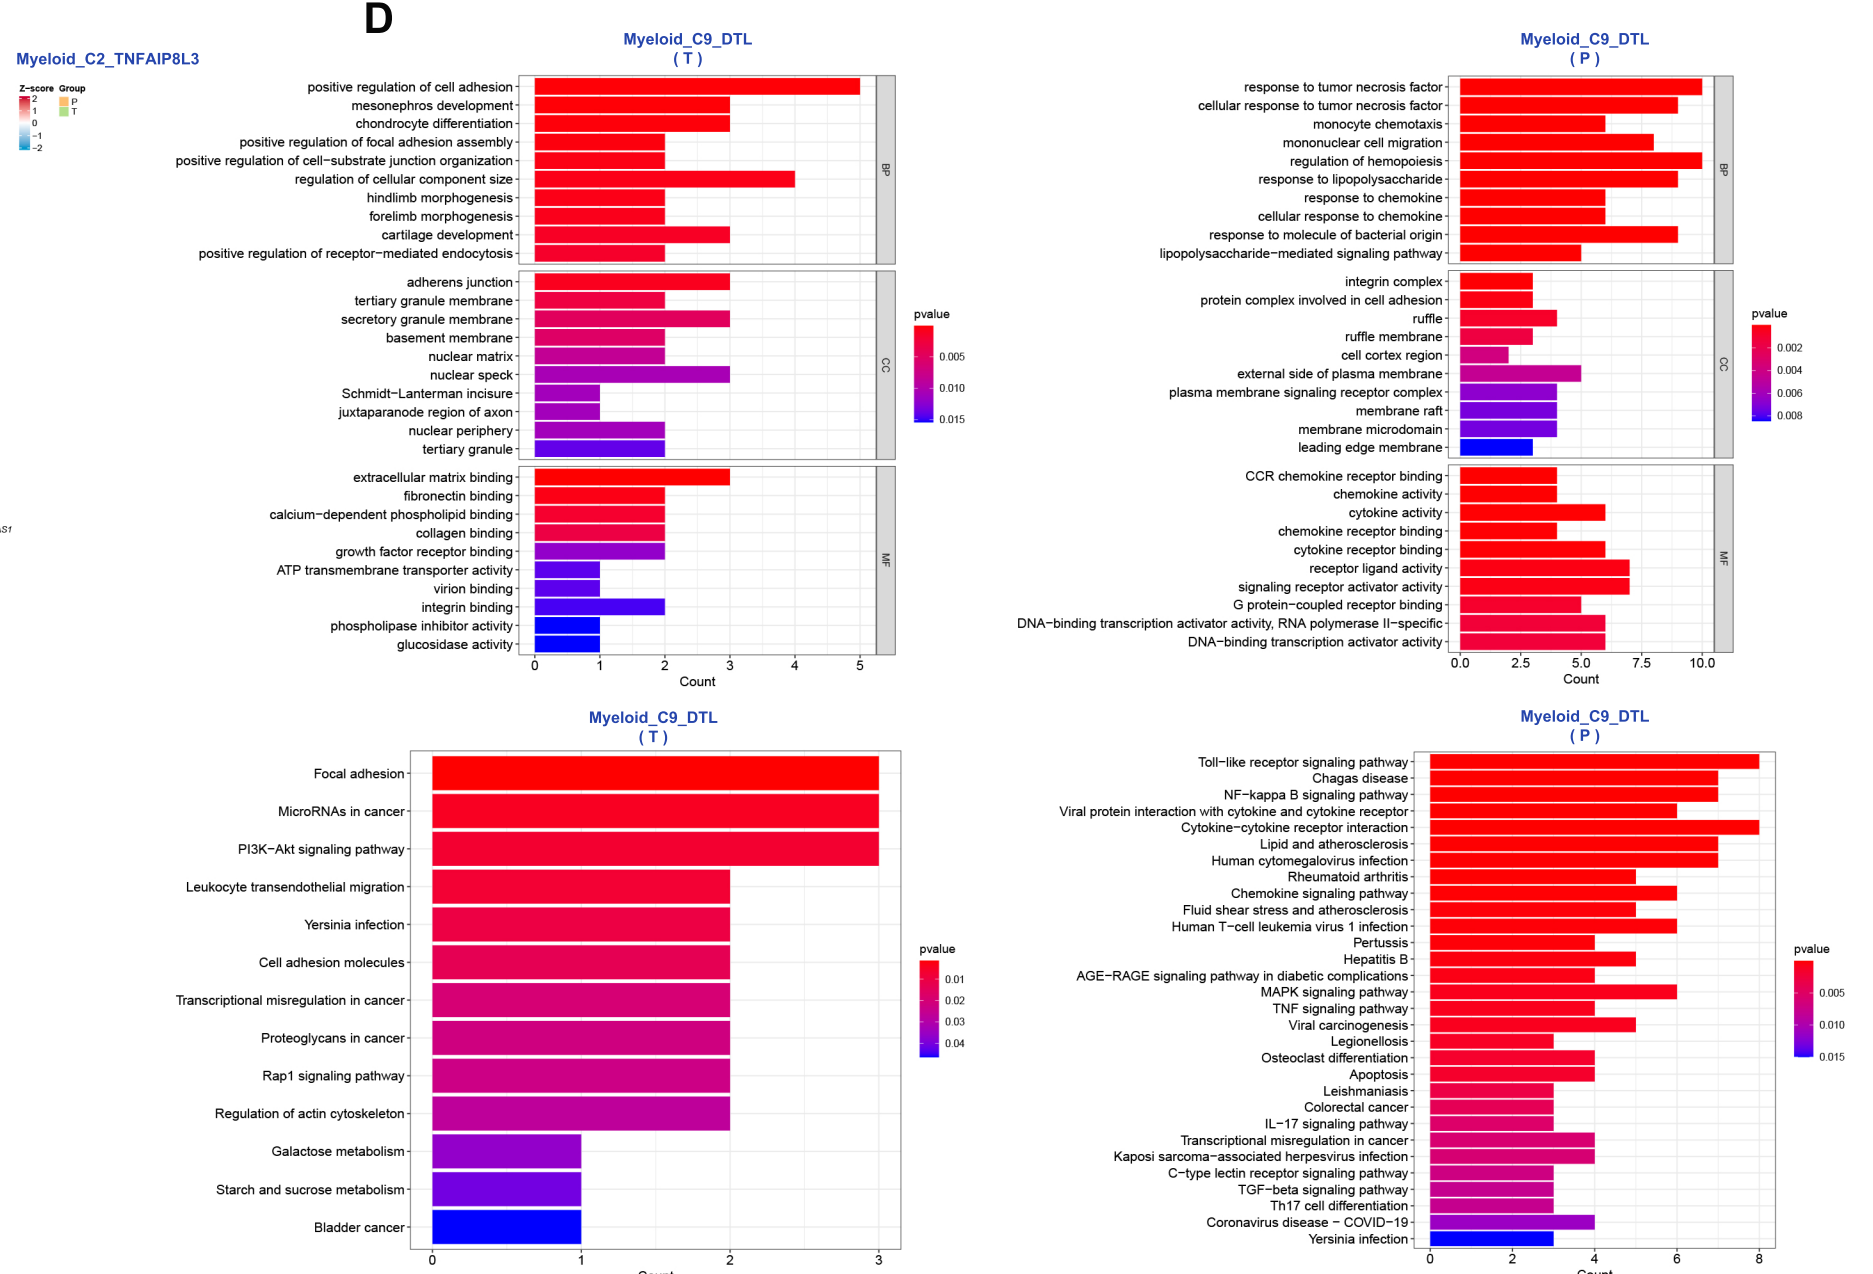 D
Myeloid_C2_TNFAIP8L3
Z−score Group
2
1
0
−1
−2
P
T
AS1
Myeloid_C9_DTL
( T )
positive regulation of cell adhesion
mesonephros development
chondrocyte differentiation
positive regulation of focal adhesion assembly
positive regulation of cell−substrate junction organization
regulation of cellular component size
hindlimb morphogenesis
forelimb morphogenesis
cartilage development
positive regulation of receptor−mediated endocytosis
BP
adherens junction
tertiary granule membrane
secretory granule membrane
basement membrane
nuclear matrix
nuclear speck
Schmidt−Lanterman incisure
juxtaparanode region of axon
nuclear periphery
tertiary granule
CC
extracellular matrix binding
fibronectin binding
calcium−dependent phospholipid binding
collagen binding
growth factor receptor binding
ATP transmembrane transporter activity
virion binding
integrin binding
phospholipase inhibitor activity
glucosidase activity
MF
0 1 2 3 4 5
Count
pvalue
0.005
0.010
0.015
Myeloid_C9_DTL
( P )
response to tumor necrosis factor
cellular response to tumor necrosis factor
monocyte chemotaxis
mononuclear cell migration
regulation of hemopoiesis
response to lipopolysaccharide
response to chemokine
cellular response to chemokine
response to molecule of bacterial origin
lipopolysaccharide−mediated signaling pathway
BP
integrin complex
protein complex involved in cell adhesion
ruffle
ruffle membrane
cell cortex region
external side of plasma membrane
plasma membrane signaling receptor complex
membrane raft
membrane microdomain
leading edge membrane
CC
CCR chemokine receptor binding
chemokine activity
cytokine activity
chemokine receptor binding
cytokine receptor binding
receptor ligand activity
signaling receptor activator activity
G protein−coupled receptor binding
DNA−binding transcription activator activity, RNA polymerase II−specific
DNA−binding transcription activator activity
MF
0.0 2.5 5.0 7.5 10.0
Count
pvalue
0.002
0.004
0.006
0.008
Myeloid_C9_DTL
( T )
Focal adhesion
MicroRNAs in cancer
PI3K−Akt signaling pathway
Leukocyte transendothelial migration
Yersinia infection
Cell adhesion molecules
Transcriptional misregulation in cancer
Proteoglycans in cancer
Rap1 signaling pathway
Regulation of actin cytoskeleton
Galactose metabolism
Starch and sucrose metabolism
Bladder cancer
0 1 2 3
Count
pvalue
0.01
0.02
0.03
0.04
Myeloid_C9_DTL
( P )
Toll−like receptor signaling pathway
Chagas disease
NF−kappa B signaling pathway
Viral protein interaction with cytokine and cytokine receptor
Cytokine−cytokine receptor interaction
Lipid and atherosclerosis
Human cytomegalovirus infection
Rheumatoid arthritis
Chemokine signaling pathway
Fluid shear stress and atherosclerosis
Human T−cell leukemia virus 1 infection
Pertussis
Hepatitis B
AGE−RAGE signaling pathway in diabetic complications
MAPK signaling pathway
TNF signaling pathway
Viral carcinogenesis
Legionellosis
Osteoclast differentiation
Apoptosis
Leishmaniasis
Colorectal cancer
IL−17 signaling pathway
Transcriptional misregulation in cancer
Kaposi sarcoma−associated herpesvirus infection
C−type lectin receptor signaling pathway
TGF−beta signaling pathway
Th17 cell differentiation
Coronavirus disease − COVID−19
Yersinia infection
0 2 4 6 8
Count
pvalue
0.005
0.010
0.015